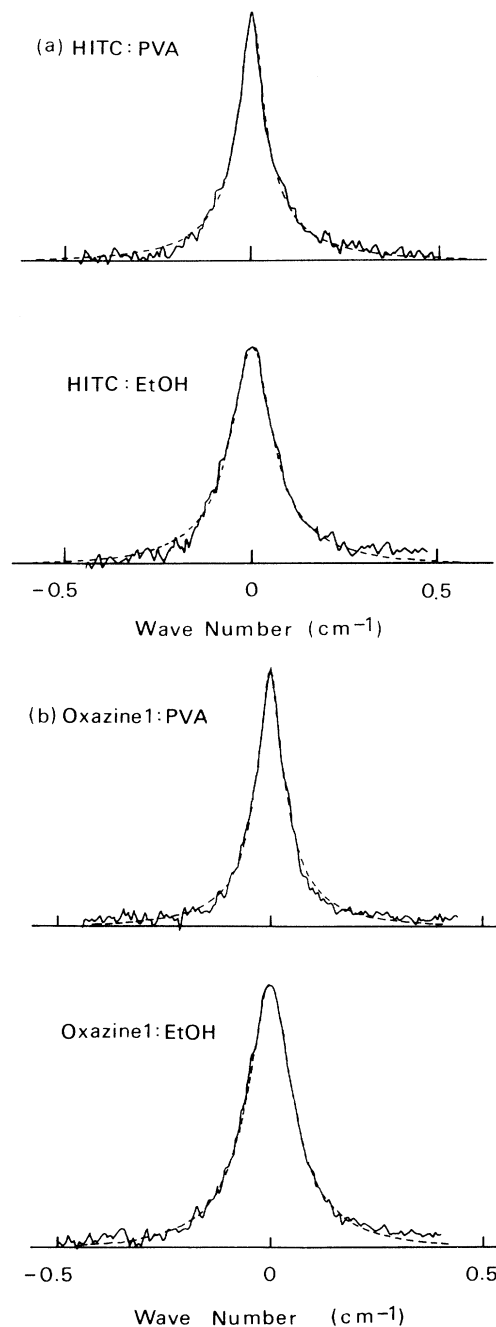 (a) HITC: PVA
HITC: EtOH
-0.5 0 0.5
Wave Number (cm⁻¹)
(b) Oxazine1: PVA
Oxazine1: EtOH
-0.5 0 0.5
Wave Number (cm⁻¹)